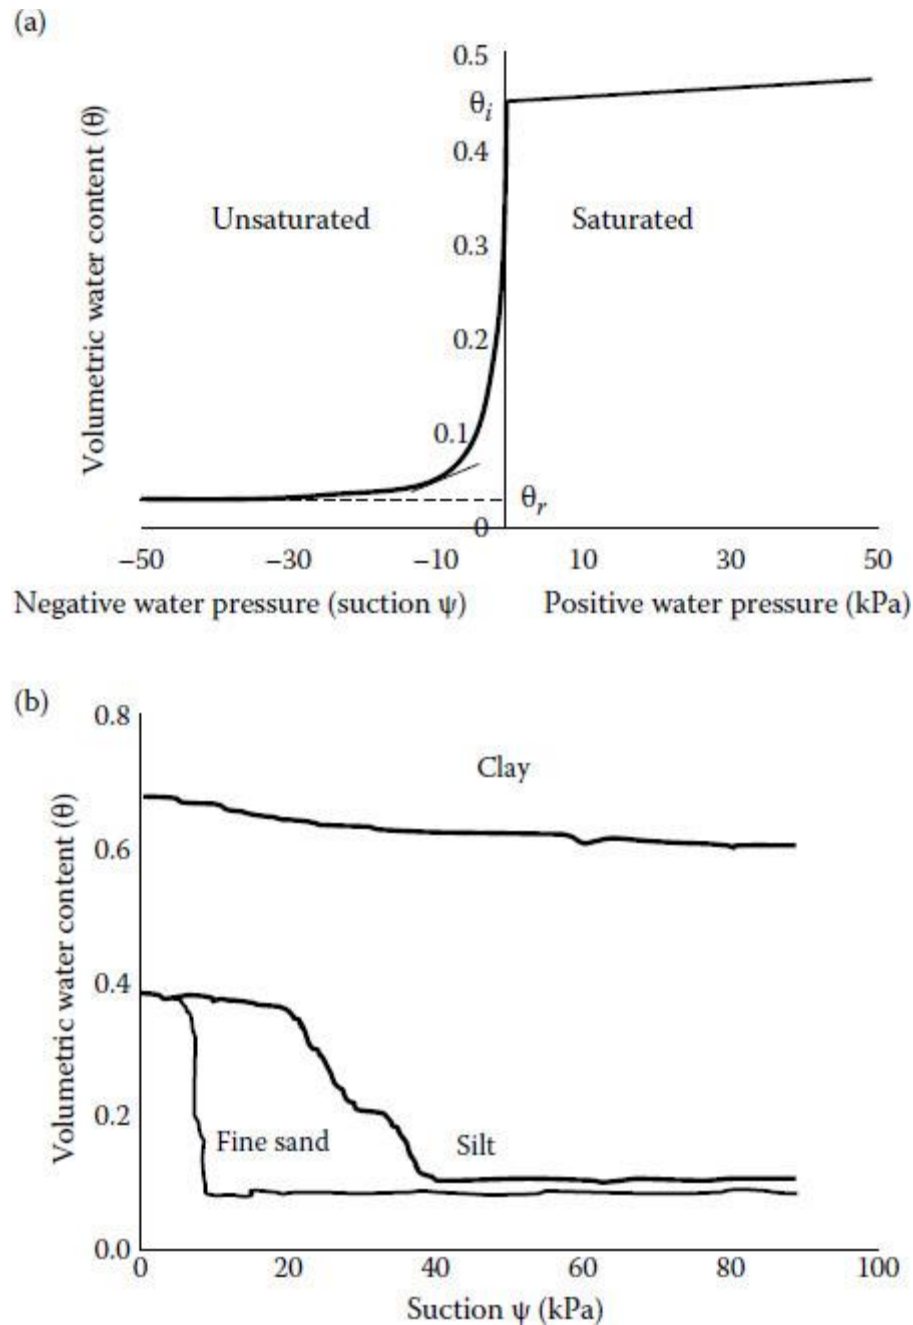 (a)
Volumetric water content (θ)
0.5
θi
0.4
Unsaturated
Saturated
0.3
0.2
0.1
θr
0
−50 −30 −10 10 30 50
Negative water pressure (suction ψ) Positive water pressure (kPa)
(b)
Volumetric water content (θ)
0.8
Clay
0.6
0.4
0.2
Fine sand
Silt
0.0
0 20 40 60 80 100
Suction ψ (kPa)